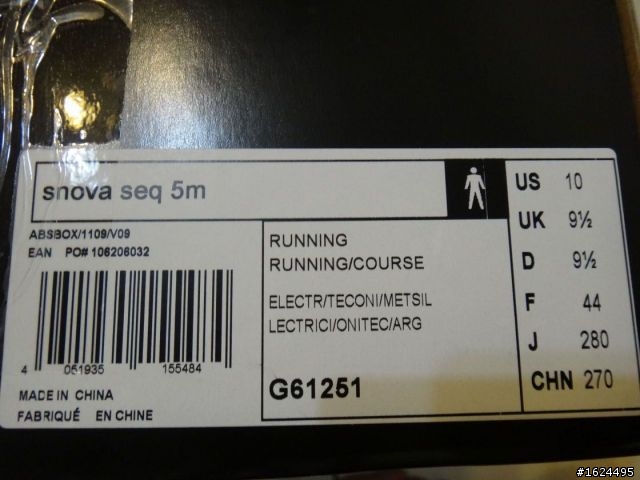 snova seq 5m
ABSBOX/1109/V09
EAN PO# 106206032
4 051935 155484
MADE IN CHINA
FABRIQUÉ EN CHINE
RUNNING
RUNNING/COURSE
ELECTR/TECONI/METSIL
LECTRICI/ONITEC/ARG
G61251
US 10
UK 9½
D 9½
F 44
J 280
CHN 270
#1624495